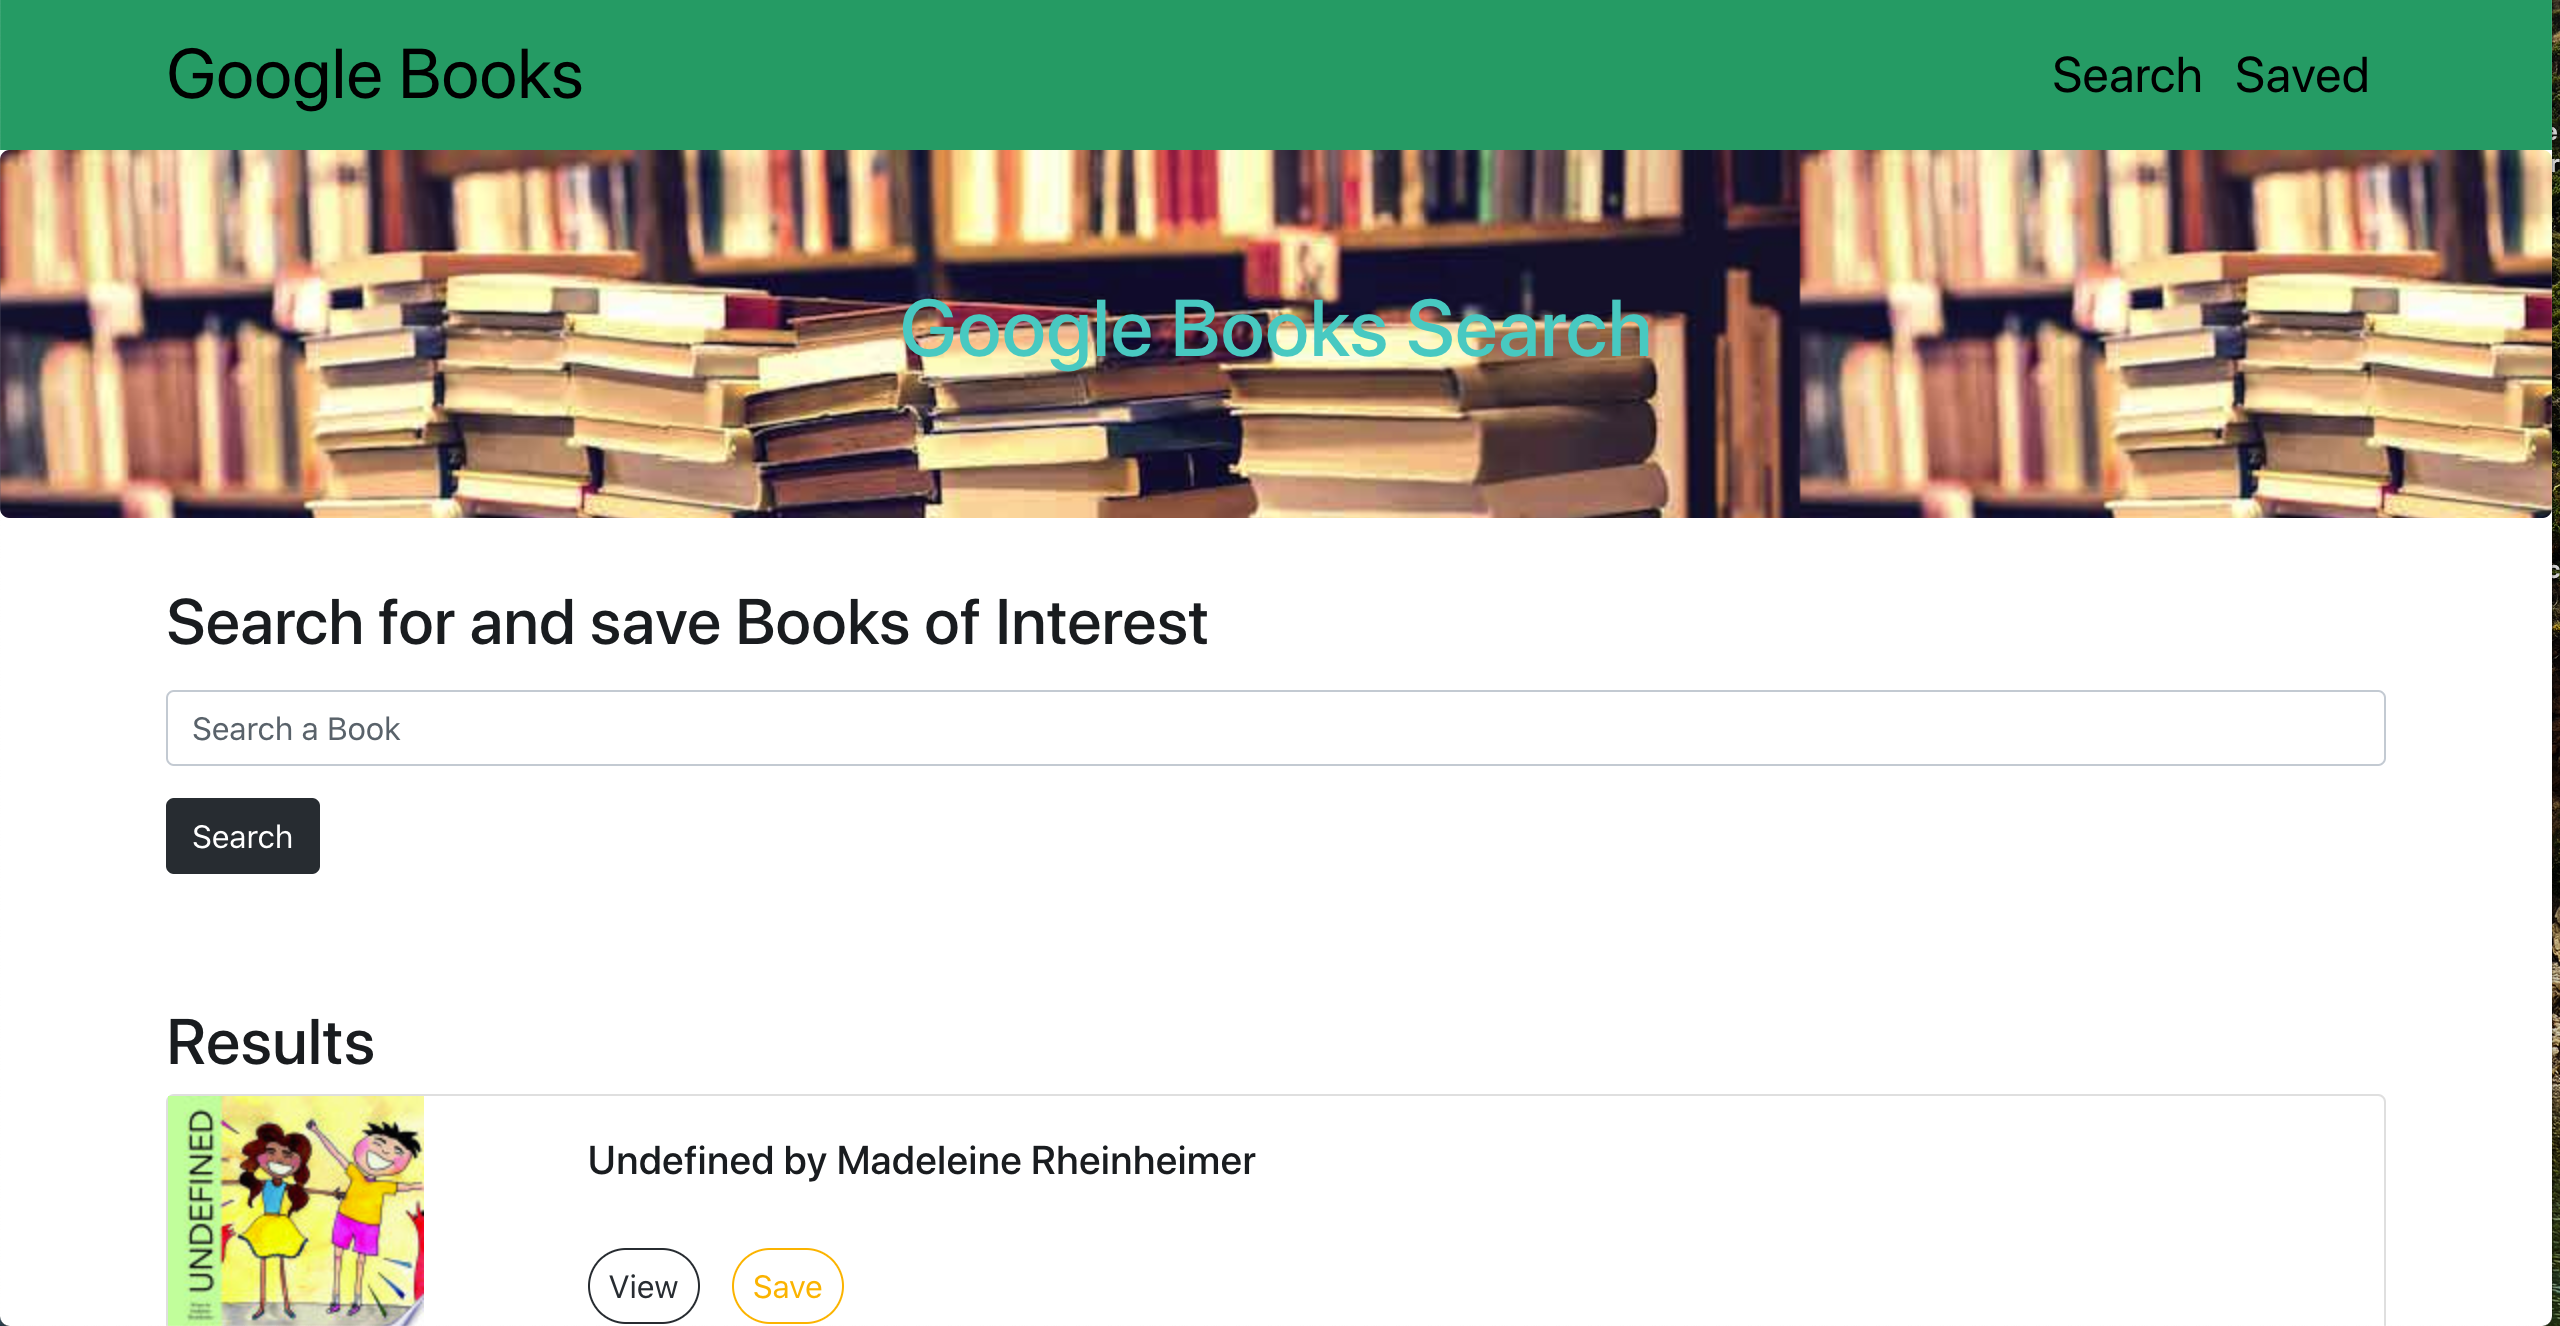 Google Books
Search Saved
Google Books Search
Search for and save Books of Interest
Search a Book
Search
Results
UNDEFINED
Undefined by Madeleine Rheinheimer
View Save